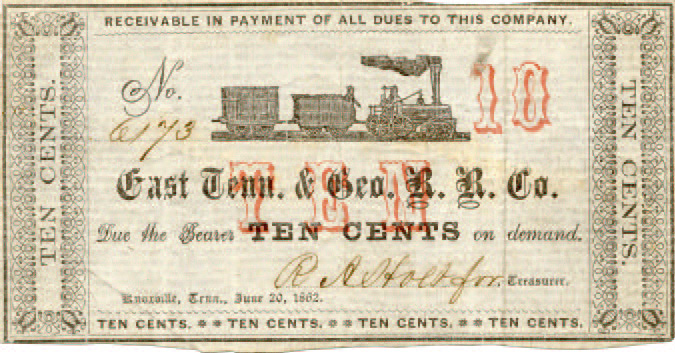 RECEIVABLE IN PAYMENT OF ALL DUES TO THIS COMPANY.
TEN CENTS.
TEN CENTS.
No.
6173
10
TEN
East Tenn. & Geo. R. R. Co.
Due the Bearer TEN CENTS on demand.
R A Holt for, Treasurer.
Knoxville, Tenn., June 20, 1862.
TEN CENTS. ** TEN CENTS. ** TEN CENTS. ** TEN CENTS.